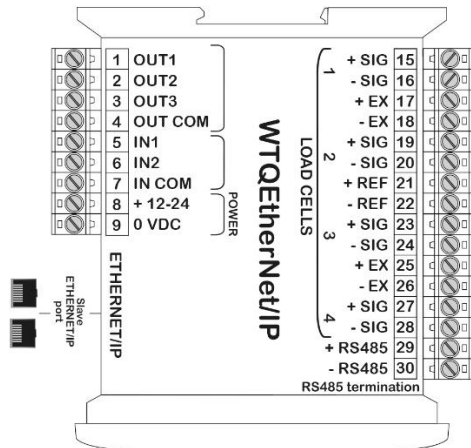 1 OUT1
2 OUT2
3 OUT3
4 OUT COM
5 IN1
6 IN2
7 IN COM
8 + 12-24
9 0 VDC
POWER
ETHERNET/IP
Slave
ETHERNET/IP
port
WTQEtherNet/IP
LOAD CELLS
1
2
3
4
+ SIG 15
- SIG 16
+ EX 17
- EX 18
+ SIG 19
- SIG 20
+ REF 21
- REF 22
+ SIG 23
- SIG 24
+ EX 25
- EX 26
+ SIG 27
- SIG 28
+ RS485 29
- RS485 30
RS485 termination